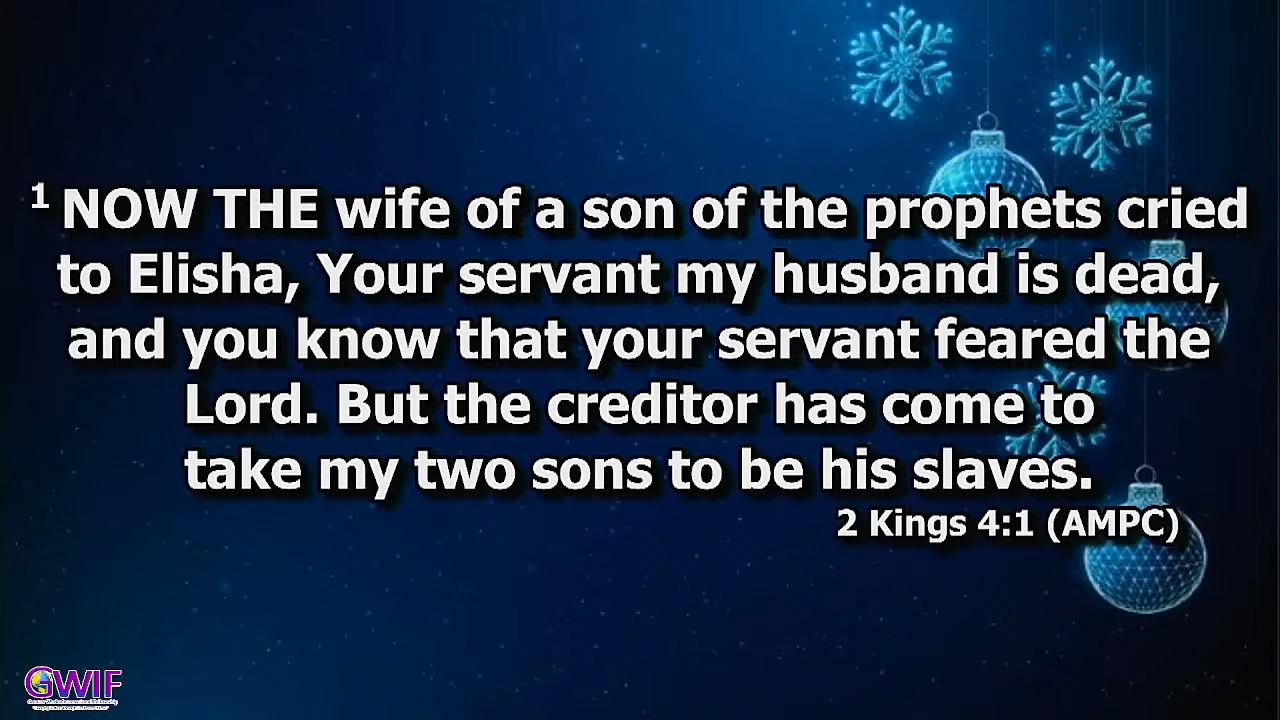 1 NOW THE wife of a son of the prophets cried
to Elisha, Your servant my husband is dead,
and you know that your servant feared the
Lord. But the creditor has come to
take my two sons to be his slaves.
2 Kings 4:1 (AMPC)
GWIF